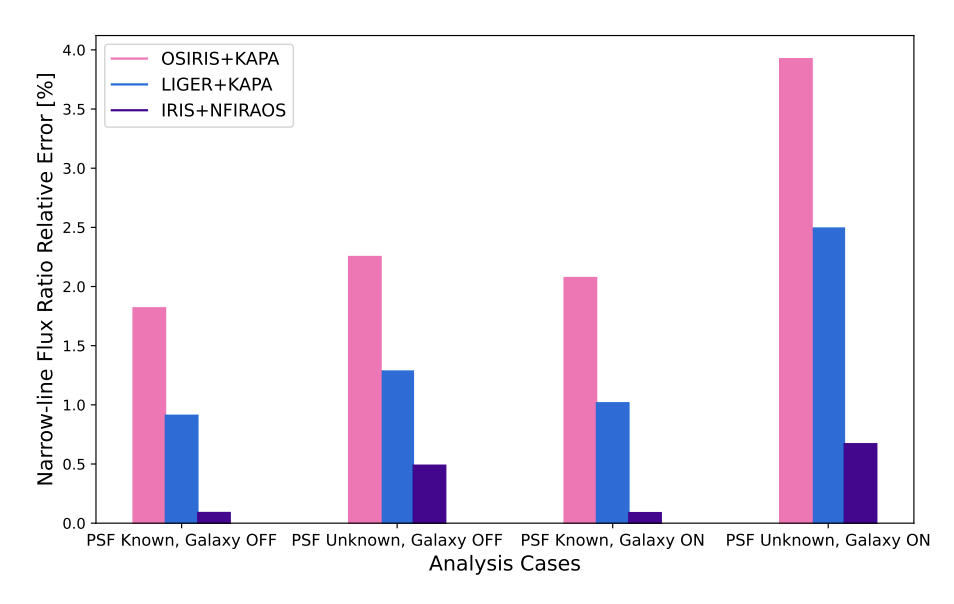 OSIRIS+KAPA
LIGER+KAPA
IRIS+NFIRAOS
Narrow-line Flux Ratio Relative Error [%]
4.0
3.5
3.0
2.5
2.0
1.5
1.0
0.5
0.0
PSF Known, Galaxy OFF
PSF Unknown, Galaxy OFF
PSF Known, Galaxy ON
PSF Unknown, Galaxy ON
Analysis Cases